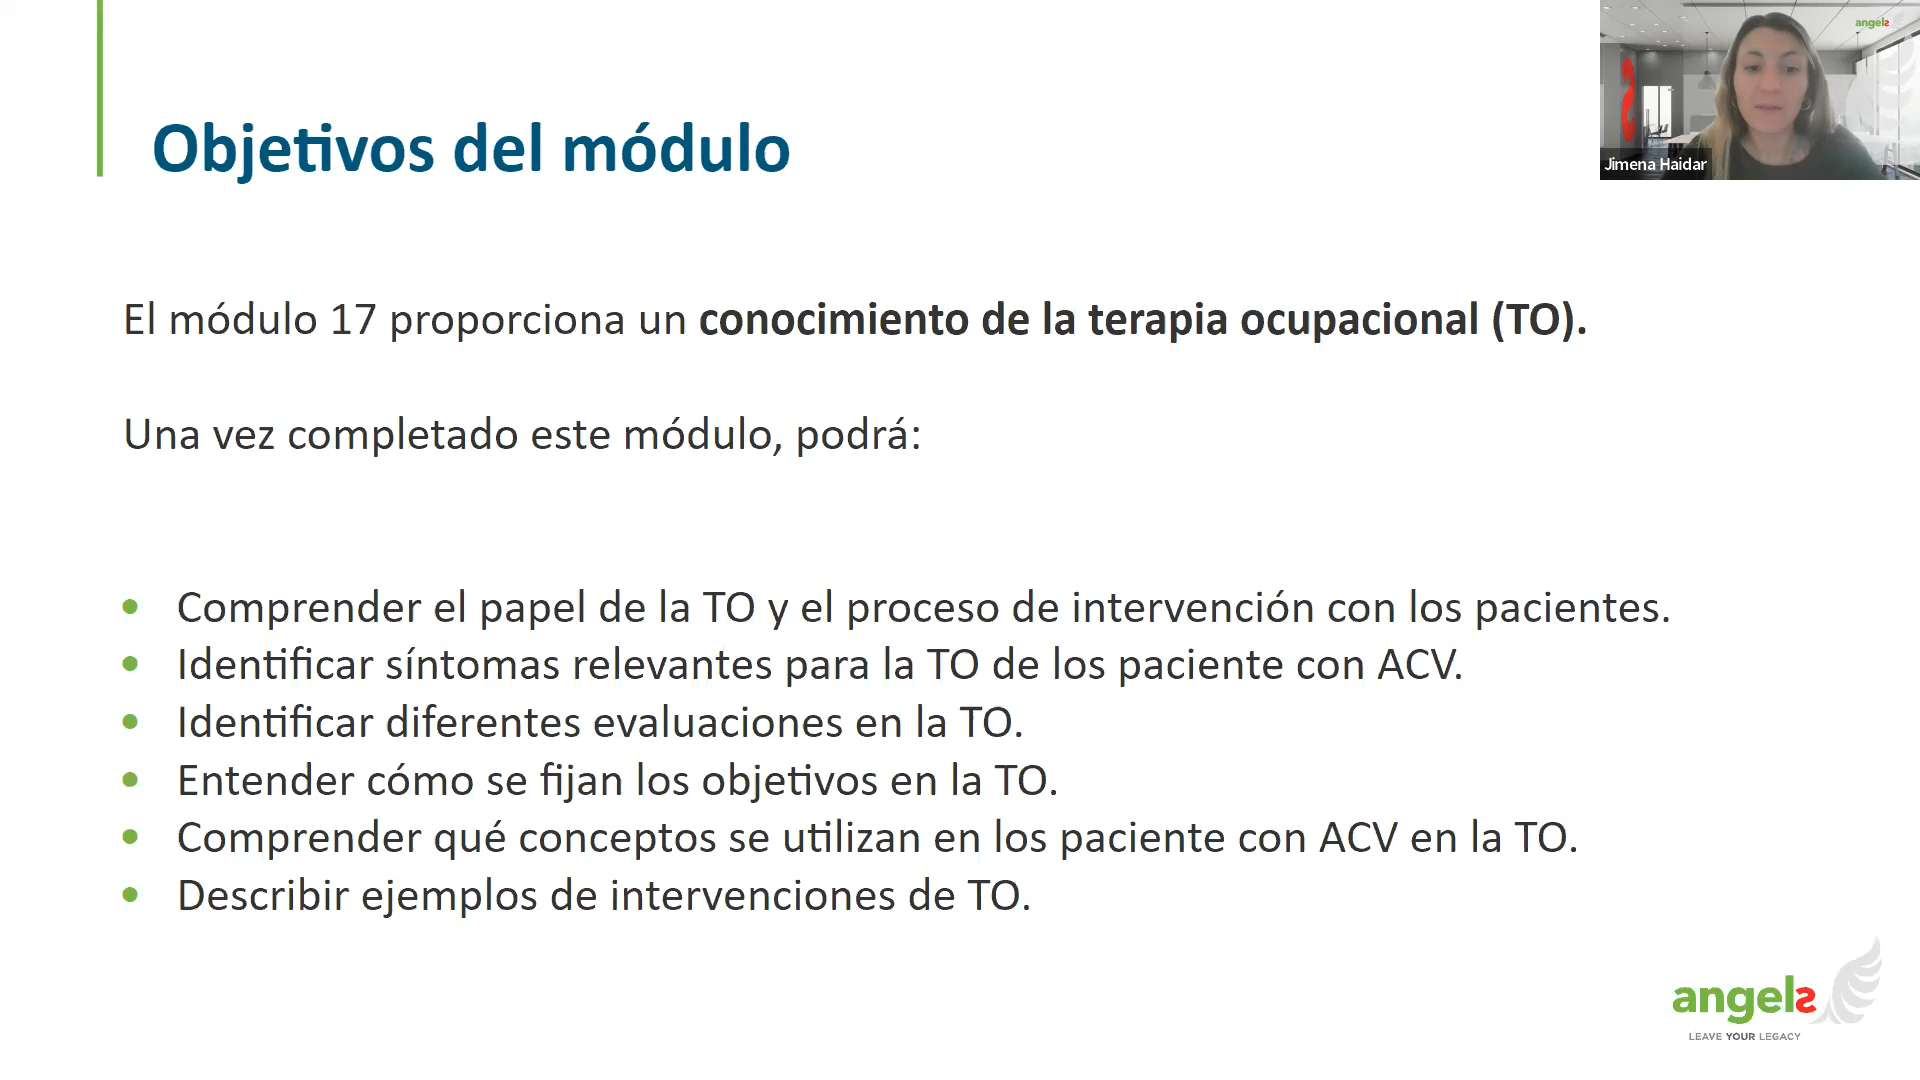 angels
Jimena Haidar
Objetivos del módulo
El módulo 17 proporciona un conocimiento de la terapia ocupacional (TO).
Una vez completado este módulo, podrá:
• Comprender el papel de la TO y el proceso de intervención con los pacientes.
• Identificar síntomas relevantes para la TO de los paciente con ACV.
• Identificar diferentes evaluaciones en la TO.
• Entender cómo se fijan los objetivos en la TO.
• Comprender qué conceptos se utilizan en los paciente con ACV en la TO.
• Describir ejemplos de intervenciones de TO.
angels
LEAVE YOUR LEGACY